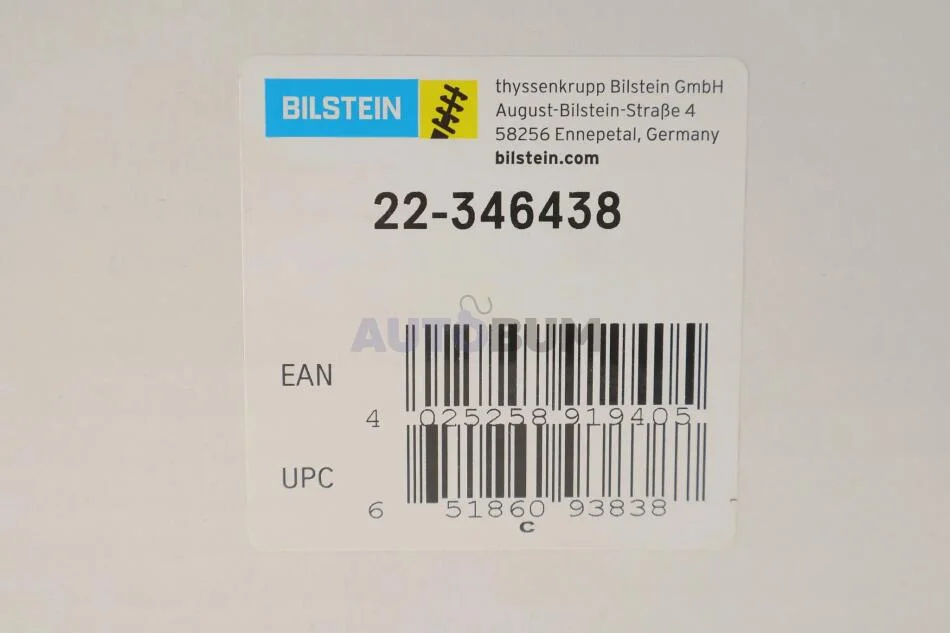 BILSTEIN
thyssenkrupp Bilstein GmbH
August-Bilstein-Straße 4
58256 Ennepetal, Germany
bilstein.com
22-346438
AUTOBUM
EAN
4 025258 919405
UPC
6 51860 93838
C